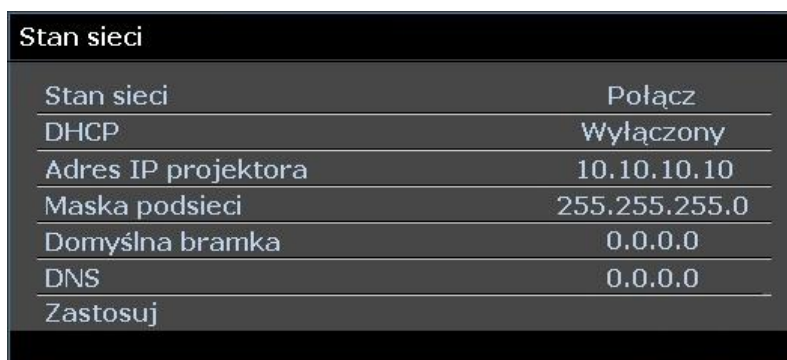 Stan sieci
Stan sieci Połącz
DHCP Wyłączony
Adres IP projektora 10.10.10.10
Maska podsieci 255.255.255.0
Domyślna bramka 0.0.0.0
DNS 0.0.0.0
Zastosuj